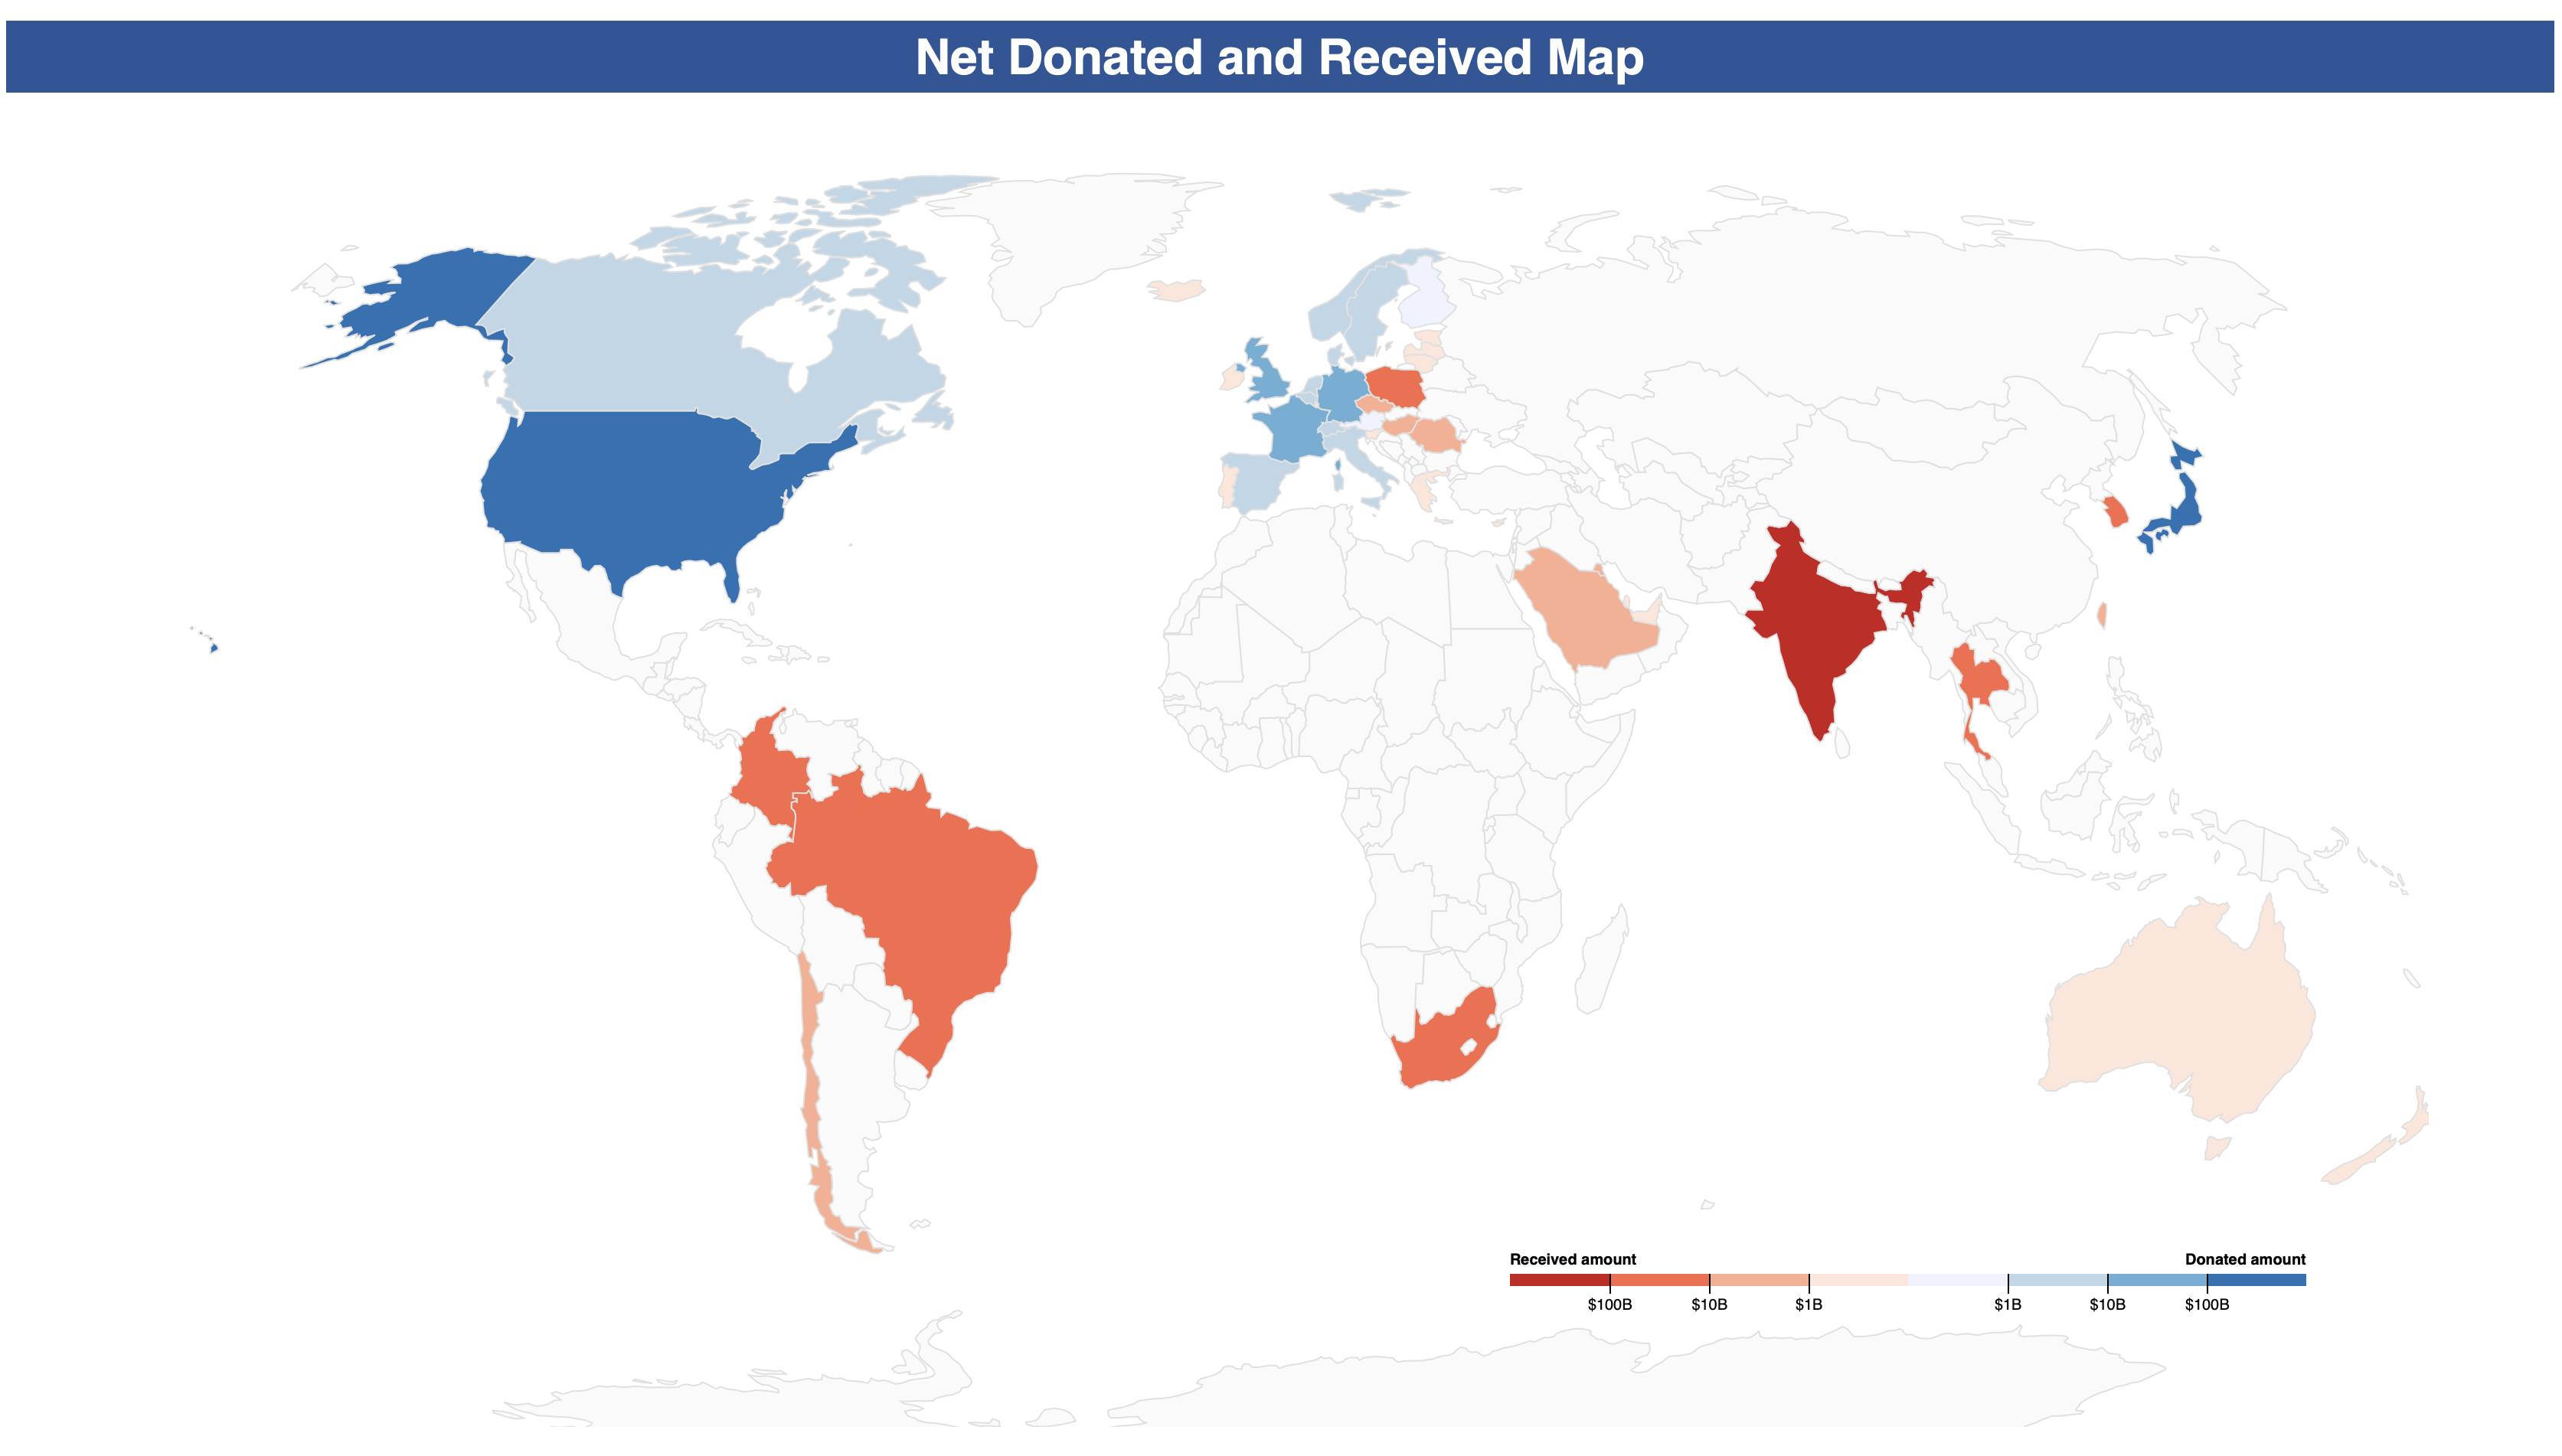 Net Donated and Received Map
Received amount Donated amount
$100B $10B $1B $1B $10B $100B